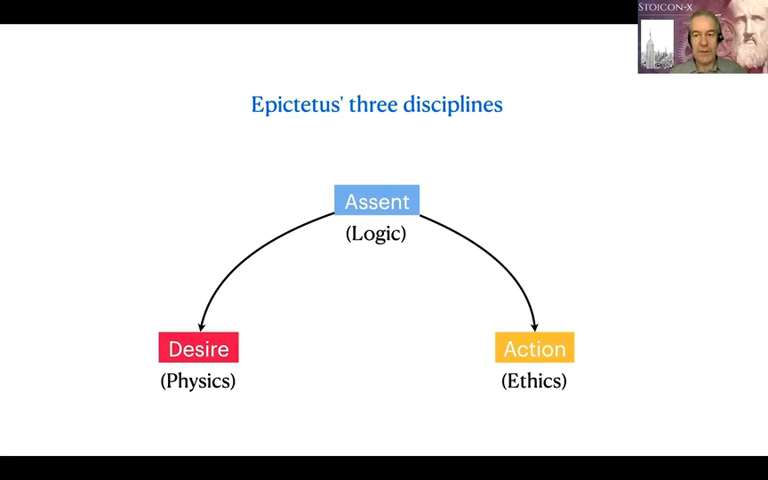 STOICON-X
Epictetus' three disciplines
Assent
(Logic)
Desire
(Physics)
Action
(Ethics)